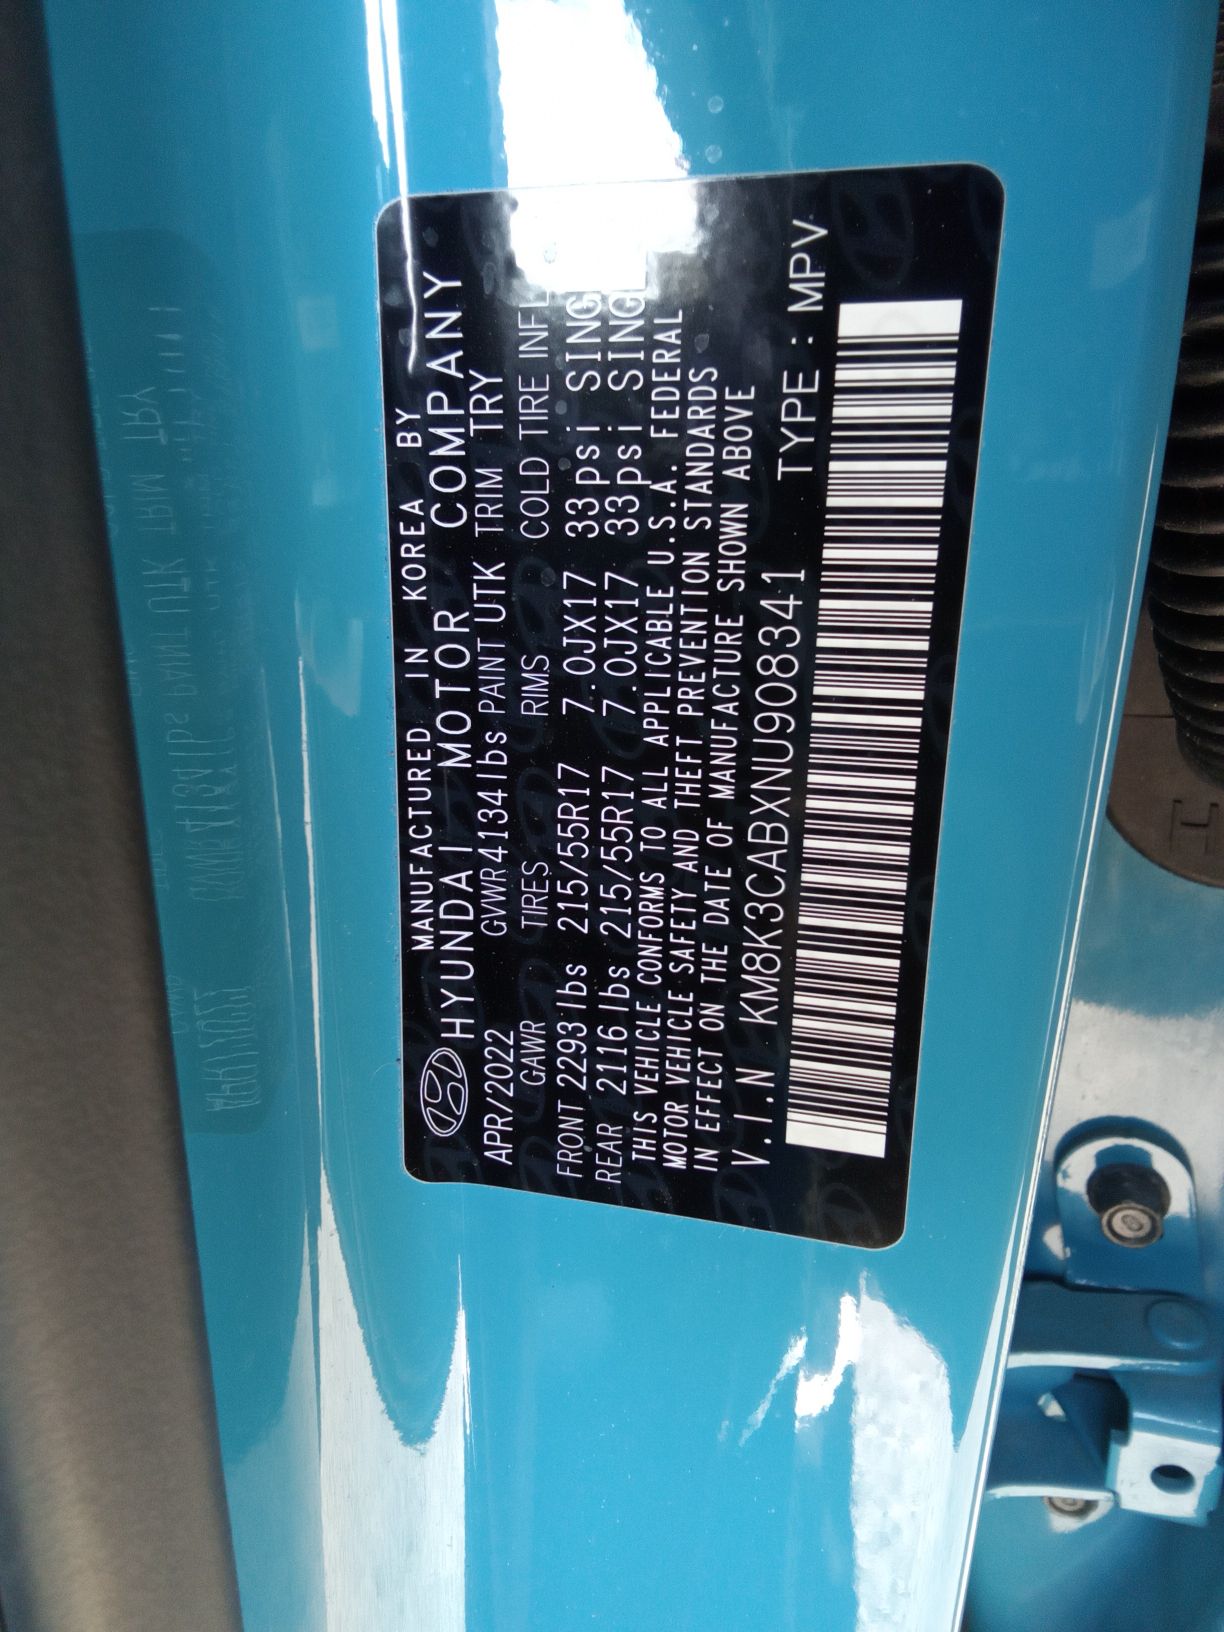 MANUFACTURED IN KOREA BY
HYUNDAI MOTOR COMPANY
APR/2022 GVWR 4134 lbs PAINT UTK TRIM TRY
GAWR TIRES RIMS COLD TIRE
FRONT 2293 lbs 215/55R17 7.0JX17 33psi
REAR 2116 lbs 215/55R17 7.0JX17 33psi
THIS VEHICLE CONFORMS TO ALL APPLICABLE U.S.A. FEDERAL
MOTOR VEHICLE SAFETY AND THEFT PREVENTION STANDARDS
IN EFFECT ON THE DATE OF MANUFACTURE SHOWN ABOVE
V.I.N KM8K3CABXNU908341 TYPE : MPV